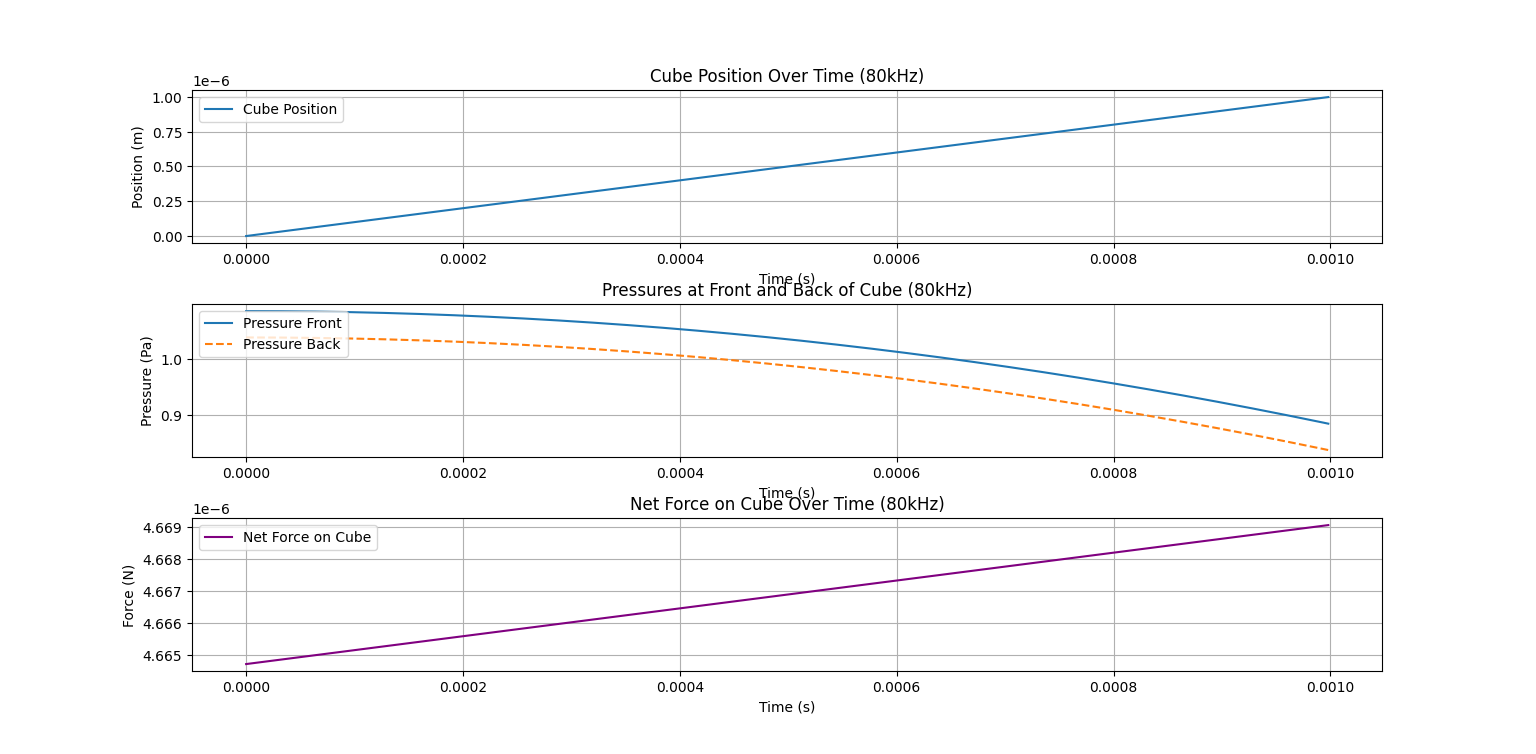 Cube Position Over Time (80kHz)
1e−6
Cube Position
Position (m)
1.00
0.75
0.50
0.25
0.00
0.0000 0.0002 0.0004 0.0006 0.0008 0.0010
Time (s)
Pressures at Front and Back of Cube (80kHz)
Pressure Front
Pressure Back
Pressure (Pa)
1.0
0.9
0.0000 0.0002 0.0004 0.0006 0.0008 0.0010
Time (s)
Net Force on Cube Over Time (80kHz)
1e−6
Net Force on Cube
Force (N)
4.669
4.668
4.667
4.666
4.665
0.0000 0.0002 0.0004 0.0006 0.0008 0.0010
Time (s)